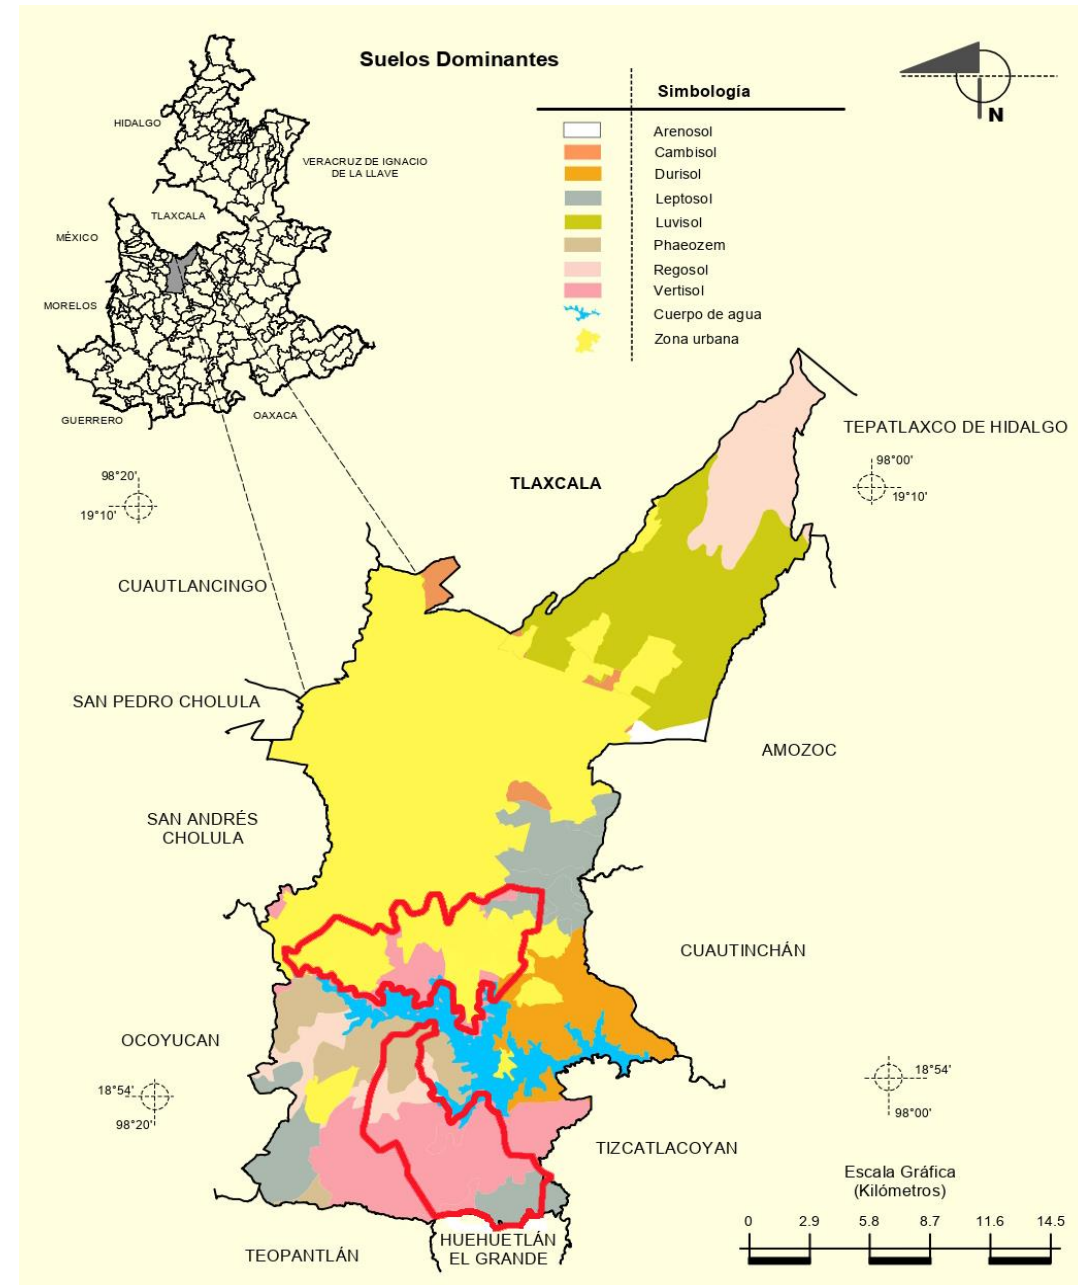 Suelos Dominantes
Simbología
N
Arenosol
Cambisol
Durisol
Leptosol
Luvisol
Phaeozem
Regosol
Vertisol
Cuerpo de agua
Zona urbana
HIDALGO
VERACRUZ DE IGNACIO
DE LA LLAVE
TLAXCALA
MÉXICO
MORELOS
GUERRERO
OAXACA
TEPATLAXCO DE HIDALGO
98°20'
19°10'
TLAXCALA
98°00'
19°10'
CUAUTLANCINGO
SAN PEDRO CHOLULA
AMOZOC
SAN ANDRÉS
CHOLULA
CUAUTINCHÁN
OCOYUCAN
18°54'
98°20'
18°54'
98°00'
TIZCATLACOYAN
Escala Gráfica
(Kilómetros)
0 2.9 5.8 8.7 11.6 14.5
HUEHUETLÁN
EL GRANDE
TEOPANTLÁN